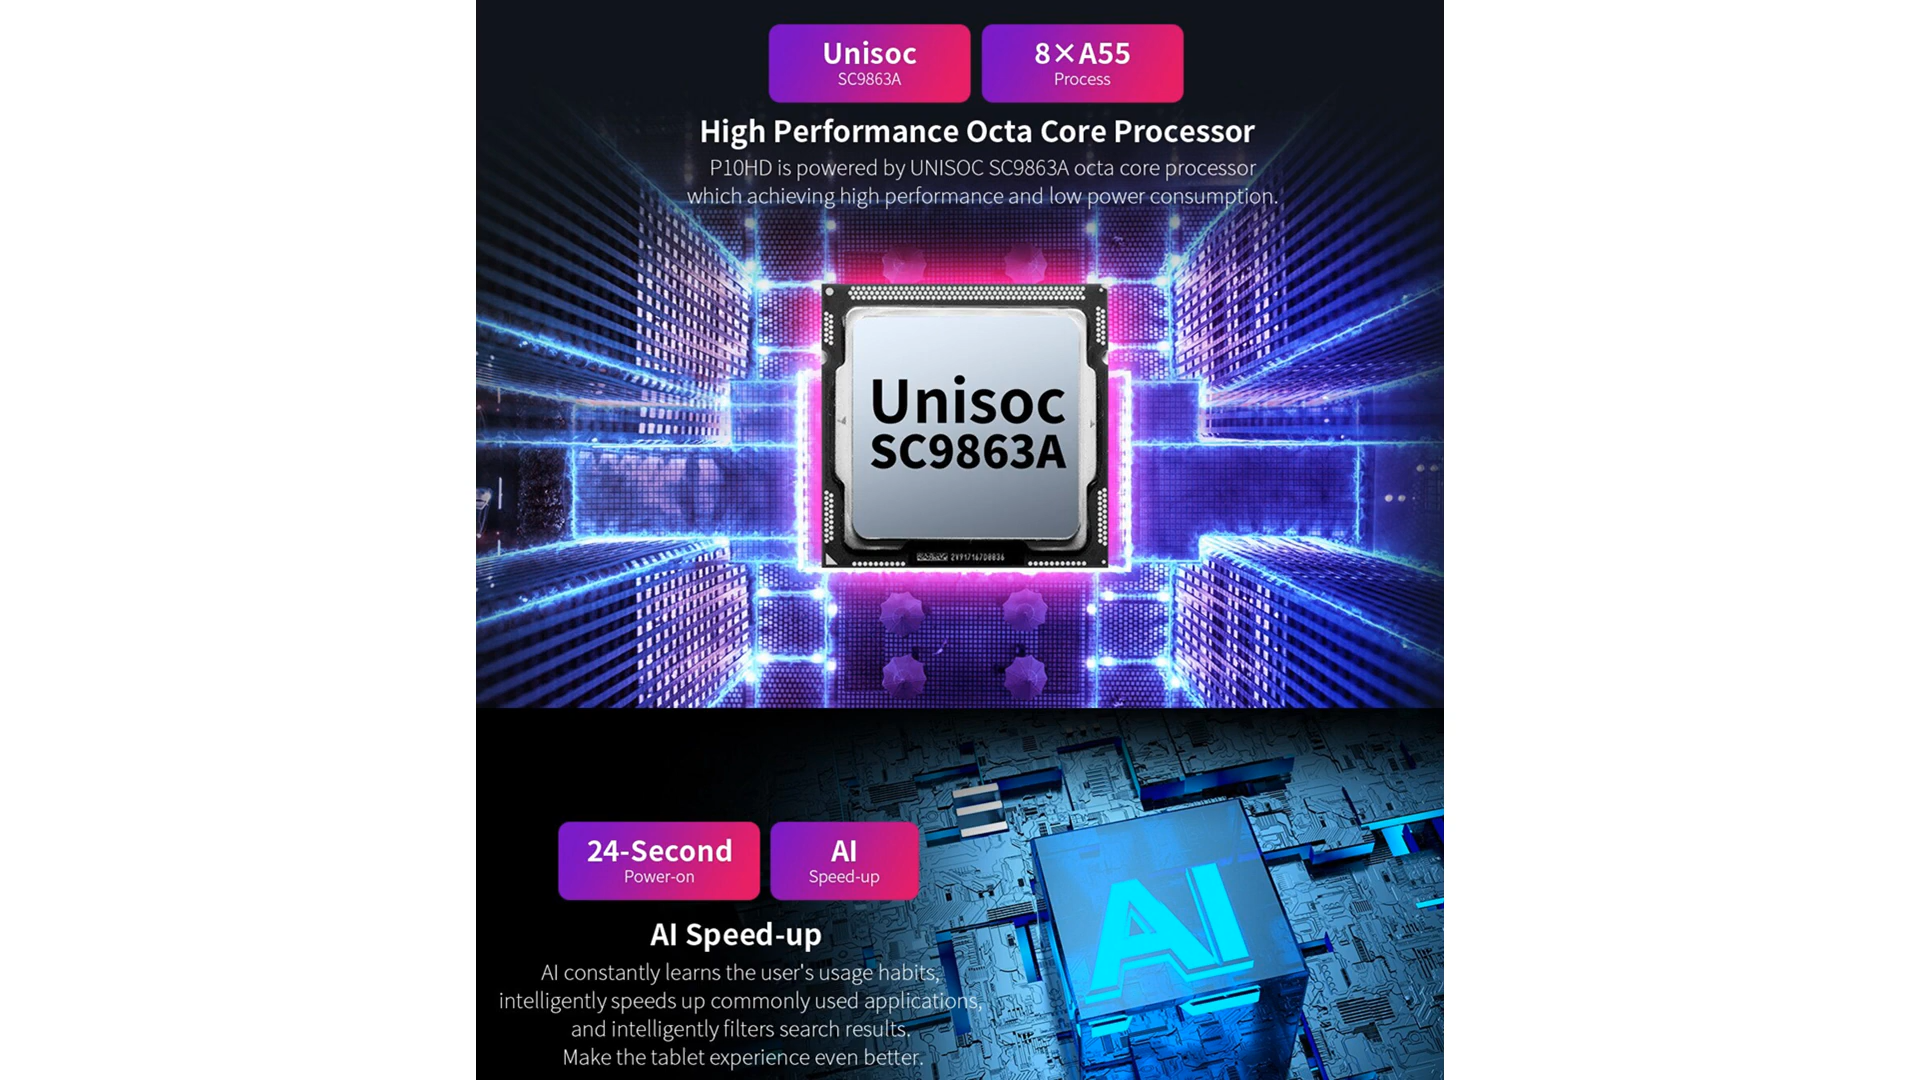 Unisoc
SC9863A
8×A55
Process
High Performance Octa Core Processor
P10HD is powered by UNISOC SC9863A octa core processor
which achieving high performance and low power consumption.
Unisoc
SC9863A
2V917167D0836
24-Second
Power-on
AI
Speed-up
AI Speed-up
AI constantly learns the user's usage habits,
intelligently speeds up commonly used applications,
and intelligently filters search results.
Make the tablet experience even better.
AI